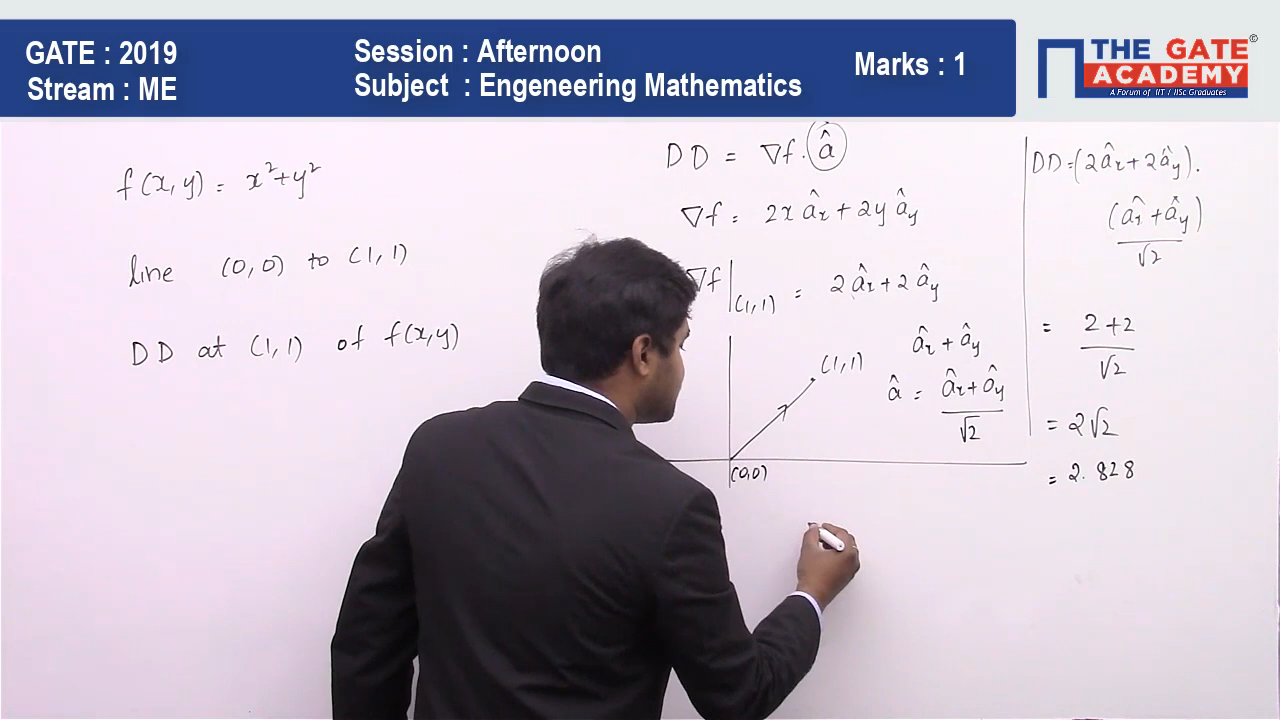 GATE : 2019
Stream : ME
Session : Afternoon
Subject : Engeneering Mathematics
Marks : 1
THE GATE
ACADEMY
©
A Forum of IIT / IISc Graduates
f(x,y) = x²+y²
line (0,0) to (1,1)
DD at (1,1) of f(x,y)
DD = ∇f.â
∇f = 2x âx + 2y ây
∇f|(1,1) = 2 âx + 2 ây
(1,1)
(0,0)
âx + ây
â = (âx + ây)/√2
DD = (2âx + 2ây).
(âx + ây)/√2
= (2+2)/√2
= 2√2
= 2.828